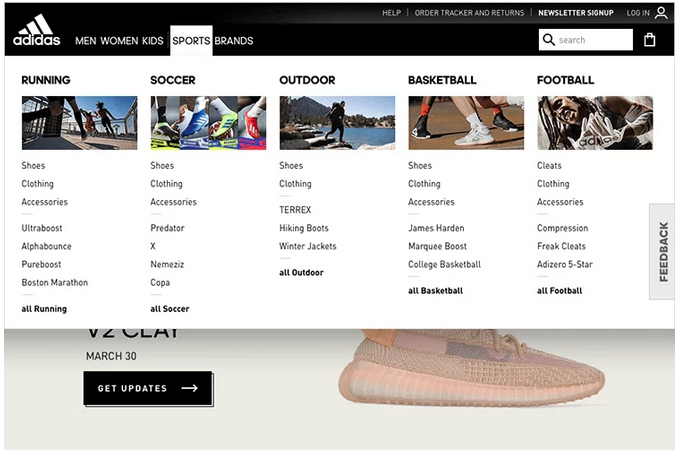 HELP
ORDER TRACKER AND RETURNS
NEWSLETTER SIGNUP
LOG IN
adidas
MEN WOMEN KIDS SPORTS BRANDS
search
RUNNING
Shoes
Clothing
Accessories
Ultraboost
Alphabounce
Pureboost
Boston Marathon
all Running
SOCCER
Shoes
Clothing
Accessories
Predator
X
Nemeziz
Copa
all Soccer
OUTDOOR
Shoes
Clothing
TERREX
Hiking Boots
Winter Jackets
all Outdoor
BASKETBALL
Shoes
Clothing
Accessories
James Harden
Marquee Boost
College Basketball
all Basketball
FOOTBALL
Cleats
Clothing
Accessories
Compression
Freak Cleats
Adizero 5-Star
all Football
FEEDBACK
V2 CLAY
MARCH 30
GET UPDATES